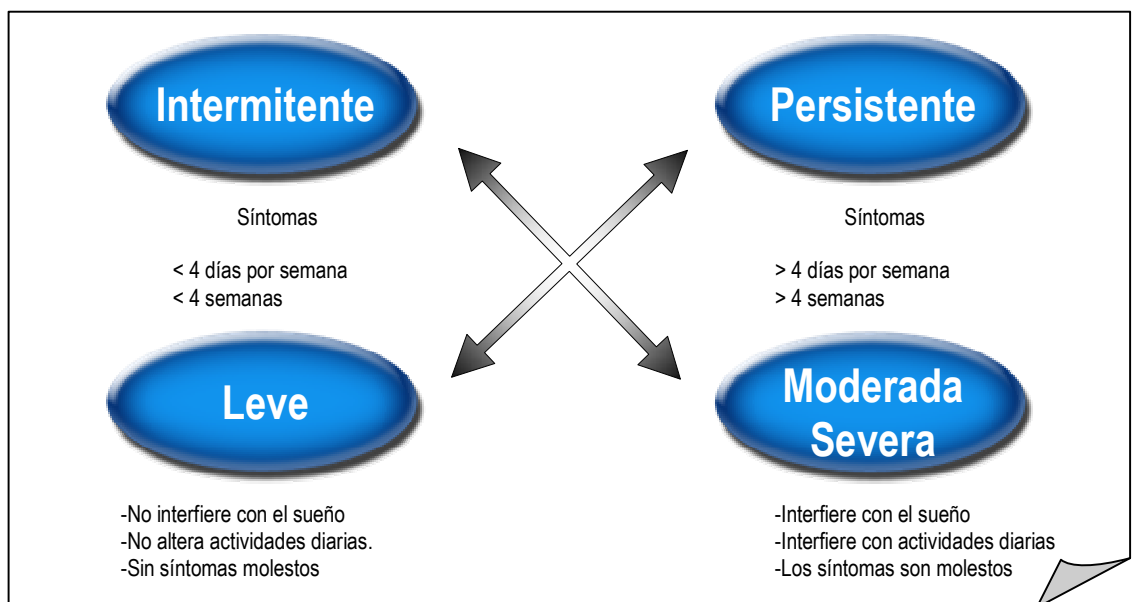 Intermitente
Síntomas
< 4 días por semana
< 4 semanas
Persistente
Síntomas
> 4 días por semana
> 4 semanas
Leve
-No interfiere con el sueño
-No altera actividades diarias.
-Sin síntomas molestos
Moderada
Severa
-Interfiere con el sueño
-Interfiere con actividades diarias
-Los síntomas son molestos